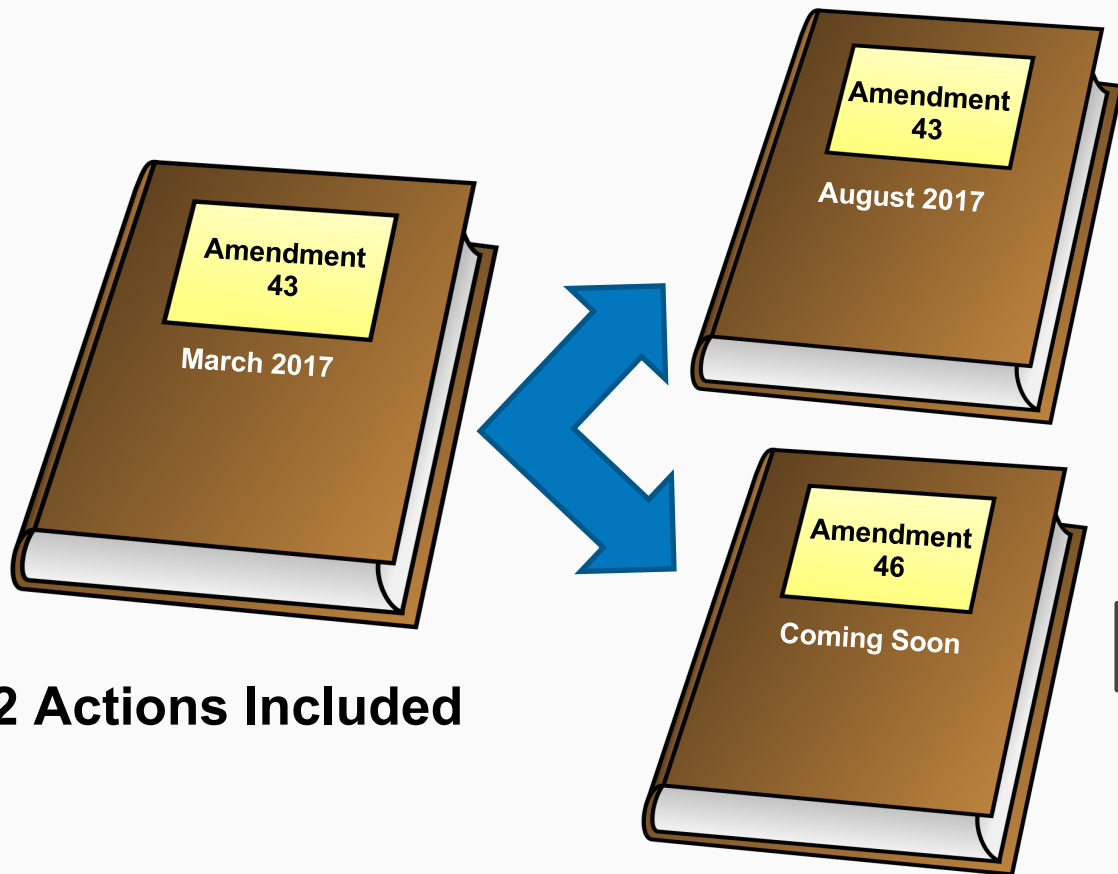 Amendment
43
March 2017
2 Actions Included
Amendment
43
August 2017
Amendment
46
Coming Soon